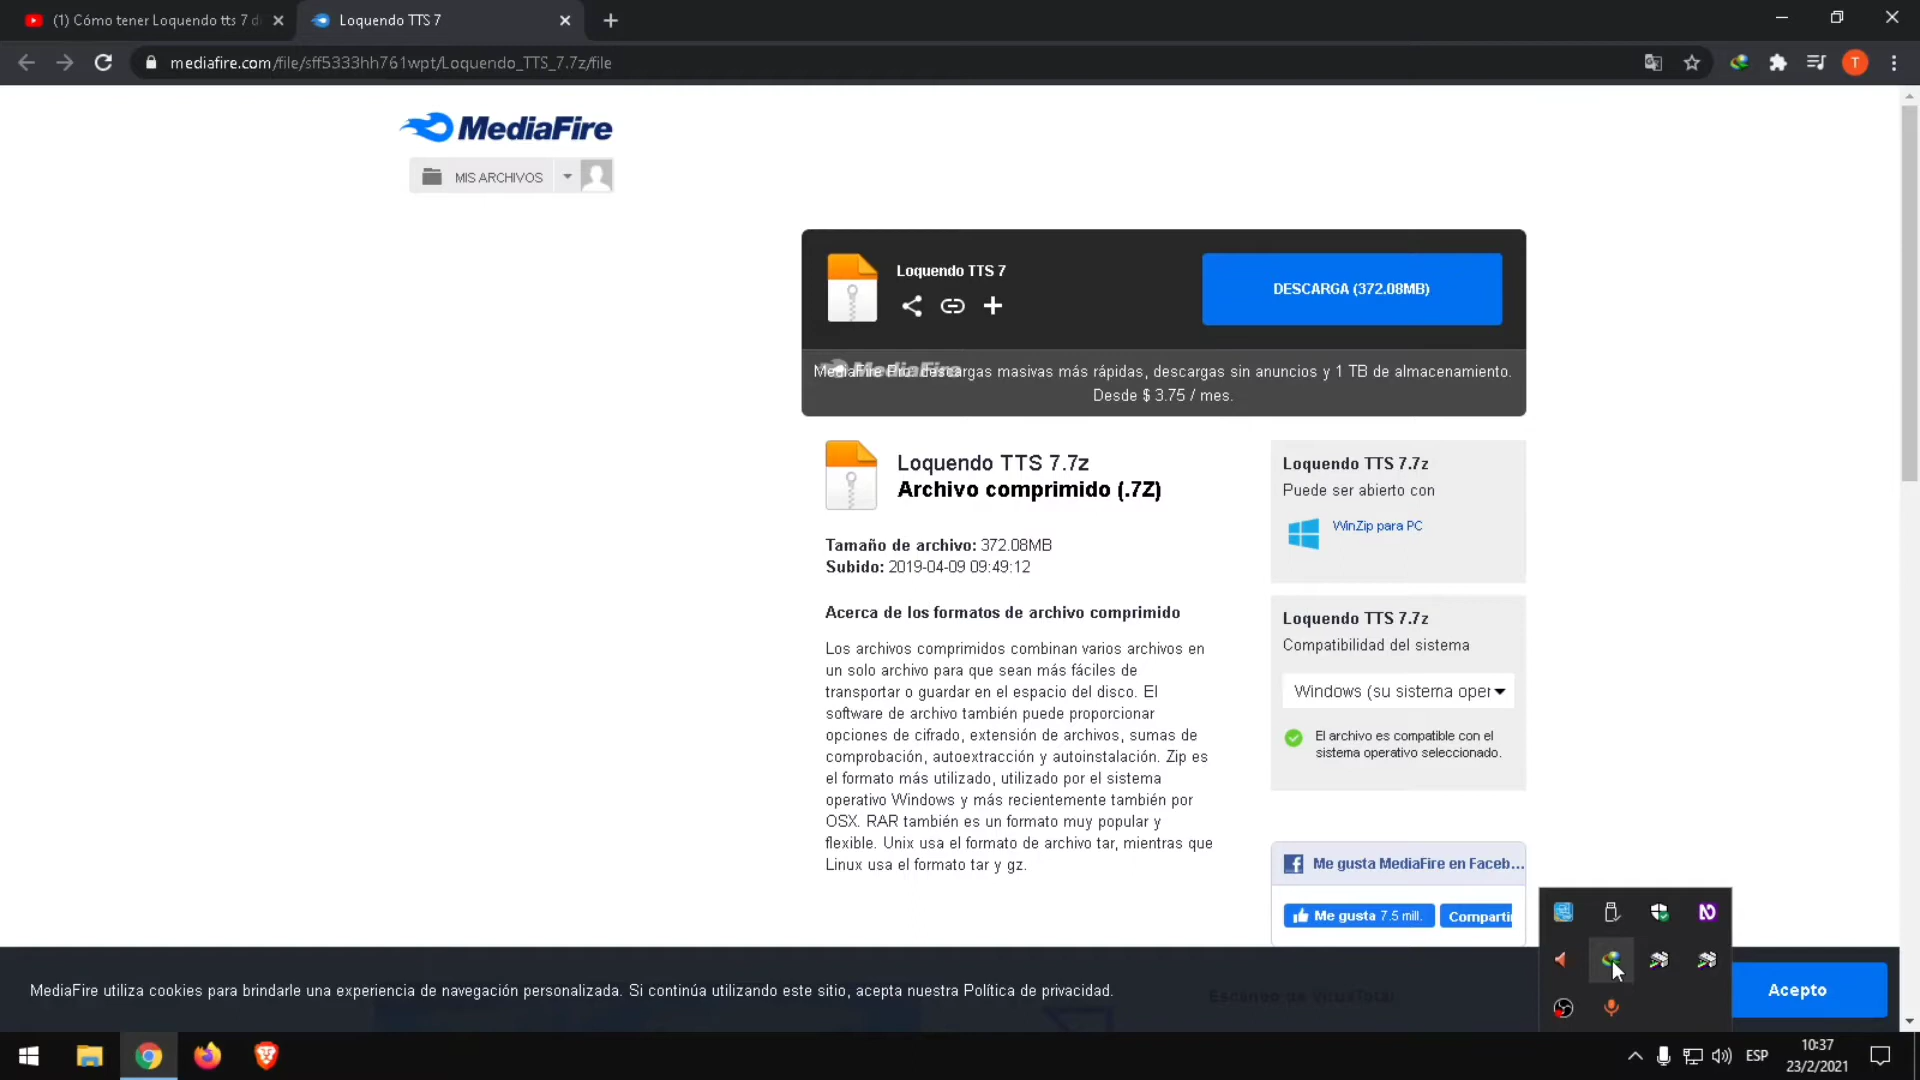 (1) Cómo tener Loquendo tts 7 d
Loquendo TTS 7
mediafire.com/file/sff5333hh761wpt/Loquendo_TTS_7.7z/file
T
MediaFire
MIS ARCHIVOS
Loquendo TTS 7
DESCARGA (372.08MB)
MediaFire Pro: descargas masivas más rápidas, descargas sin anuncios y 1 TB de almacenamiento.
Desde $ 3.75 / mes.
MediaFire
Loquendo TTS 7.7z
Archivo comprimido (.7Z)
Tamaño de archivo: 372.08MB
Subido: 2019-04-09 09:49:12
Acerca de los formatos de archivo comprimido
Los archivos comprimidos combinan varios archivos en
un solo archivo para que sean más fáciles de
transportar o guardar en el espacio del disco. El
software de archivo también puede proporcionar
opciones de cifrado, extensión de archivos, sumas de
comprobación, autoextracción y autoinstalación. Zip es
el formato más utilizado, utilizado por el sistema
operativo Windows y más recientemente también por
OSX. RAR también es un formato muy popular y
flexible. Unix usa el formato de archivo tar, mientras que
Linux usa el formato tar y gz.
Loquendo TTS 7.7z
Puede ser abierto con
WinZip para PC
Loquendo TTS 7.7z
Compatibilidad del sistema
Windows (su sistema oper
El archivo es compatible con el
sistema operativo seleccionado.
Me gusta MediaFire en Faceb...
Me gusta 7.5 mill.
Comparti
MediaFire utiliza cookies para brindarle una experiencia de navegación personalizada. Si continúa utilizando este sitio, acepta nuestra Política de privacidad.
Escaneo de VirusTotal
Acepto
ESP
10:37
23/2/2021